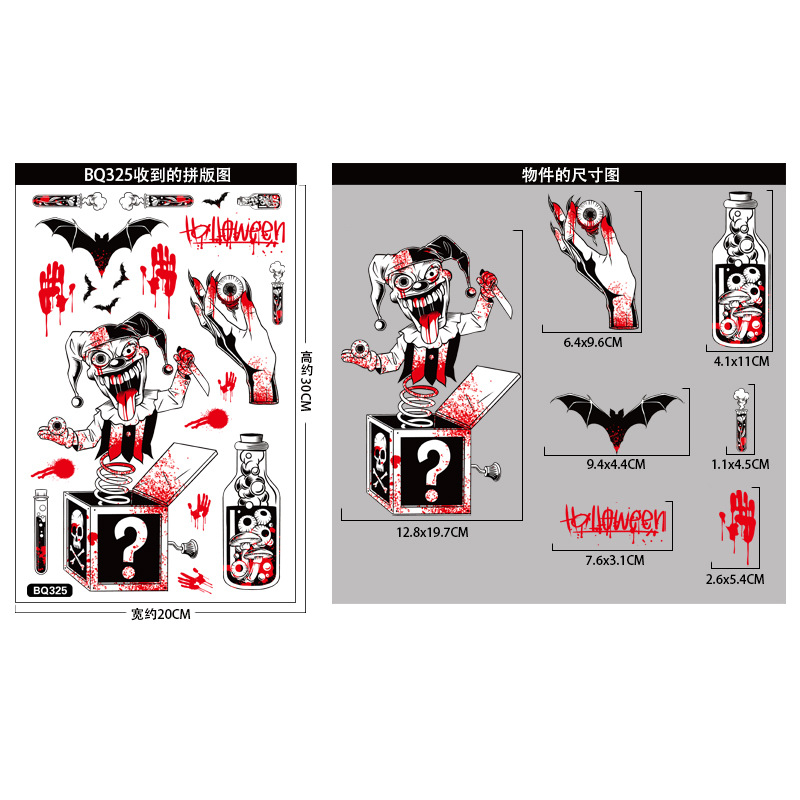 BQ325收到的拼版图
Halloween
?
BQ325
高约30CM
宽约20CM
物件的尺寸图
?
12.8x19.7CM
6.4x9.6CM
4.1x11CM
9.4x4.4CM
1.1x4.5CM
Halloween
7.6x3.1CM
2.6x5.4CM